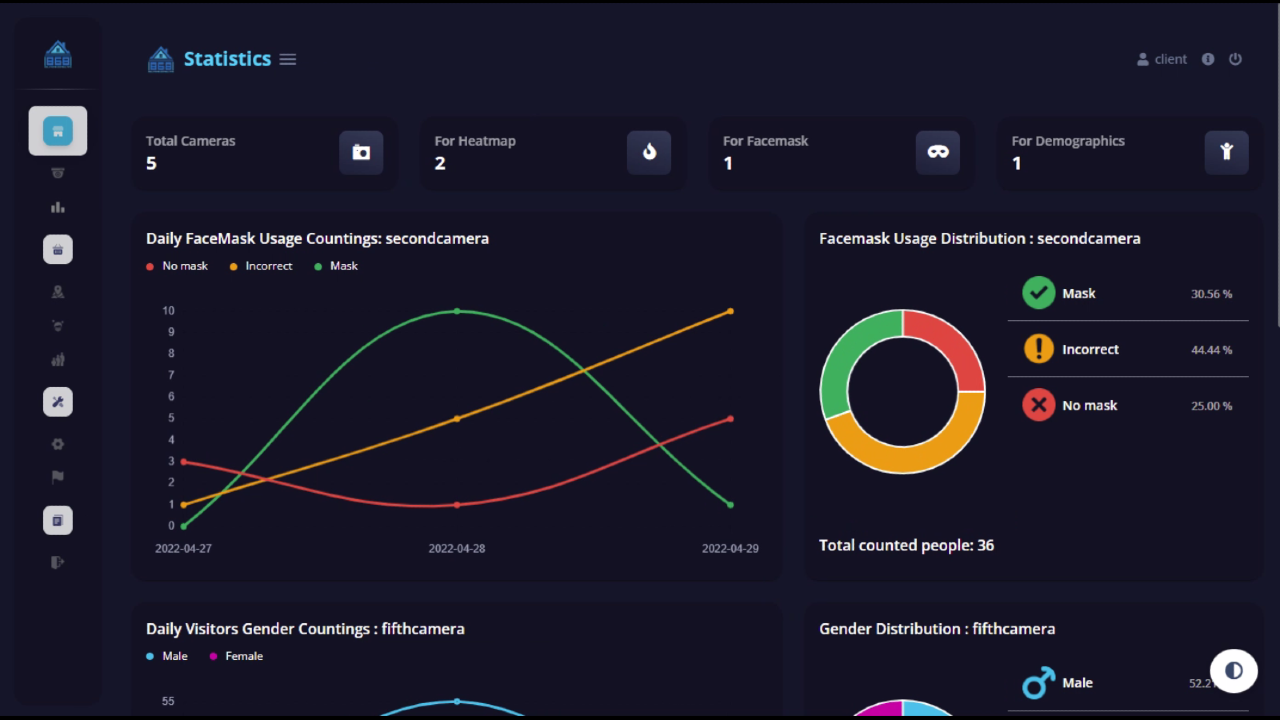 Statistics
client
Total Cameras
5
For Heatmap
2
For Facemask
1
For Demographics
1
Daily FaceMask Usage Countings: secondcamera
No mask Incorrect Mask
10
9
8
7
6
5
4
3
2
1
0
2022-04-27 2022-04-28 2022-04-29
Facemask Usage Distribution : secondcamera
Mask 30.56 %
Incorrect 44.44 %
No mask 25.00 %
Total counted people: 36
Daily Visitors Gender Countings : fifthcamera
Male Female
55
Gender Distribution : fifthcamera
Male